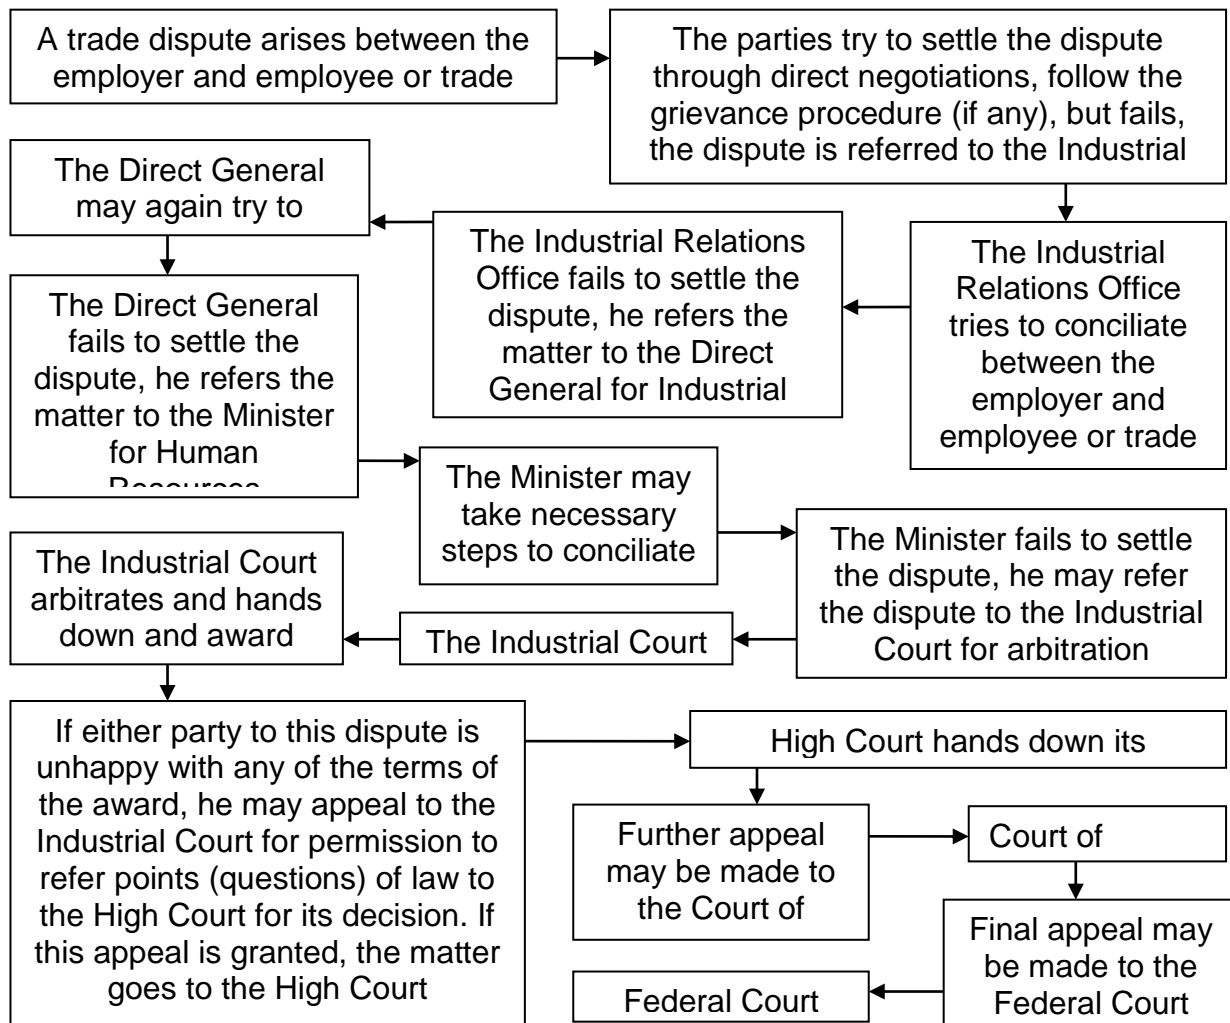 A trade dispute arises between the
employer and employee or trade
The parties try to settle the dispute
through direct negotiations, follow the
grievance procedure (if any), but fails,
the dispute is referred to the Industrial
The Industrial
Relations Office
tries to conciliate
between the
employer and
employee or trade
The Industrial Relations
Office fails to settle the
dispute, he refers the
matter to the Direct
General for Industrial
The Direct General
may again try to
The Direct General
fails to settle the
dispute, he refers the
matter to the Minister
for Human
Resources
The Minister may
take necessary
steps to conciliate
The Minister fails to settle
the dispute, he may refer
the dispute to the Industrial
Court for arbitration
The Industrial Court
The Industrial Court
arbitrates and hands
down and award
If either party to this dispute is
unhappy with any of the terms of
the award, he may appeal to the
Industrial Court for permission to
refer points (questions) of law to
the High Court for its decision. If
this appeal is granted, the matter
goes to the High Court
High Court hands down its
Further appeal
may be made to
the Court of
Court of
Final appeal may
be made to the
Federal Court
Federal Court